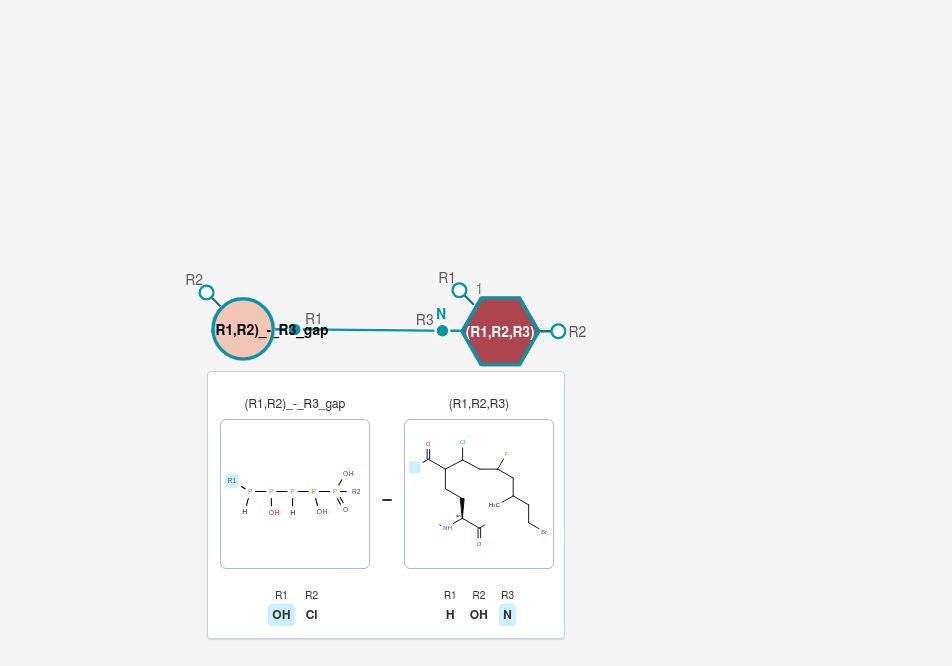 R2
R1 1
R1 R3 N
(R1,R2)_-_R3_gap (R1,R2,R3) R2
(R1,R2)_-_R3_gap (R1,R2,R3)
R1 P P P P P R2
H OH H OH O OH
O Cl F
H₃C
NH O Br
R1 R2 R1 R2 R3
OH Cl H OH N